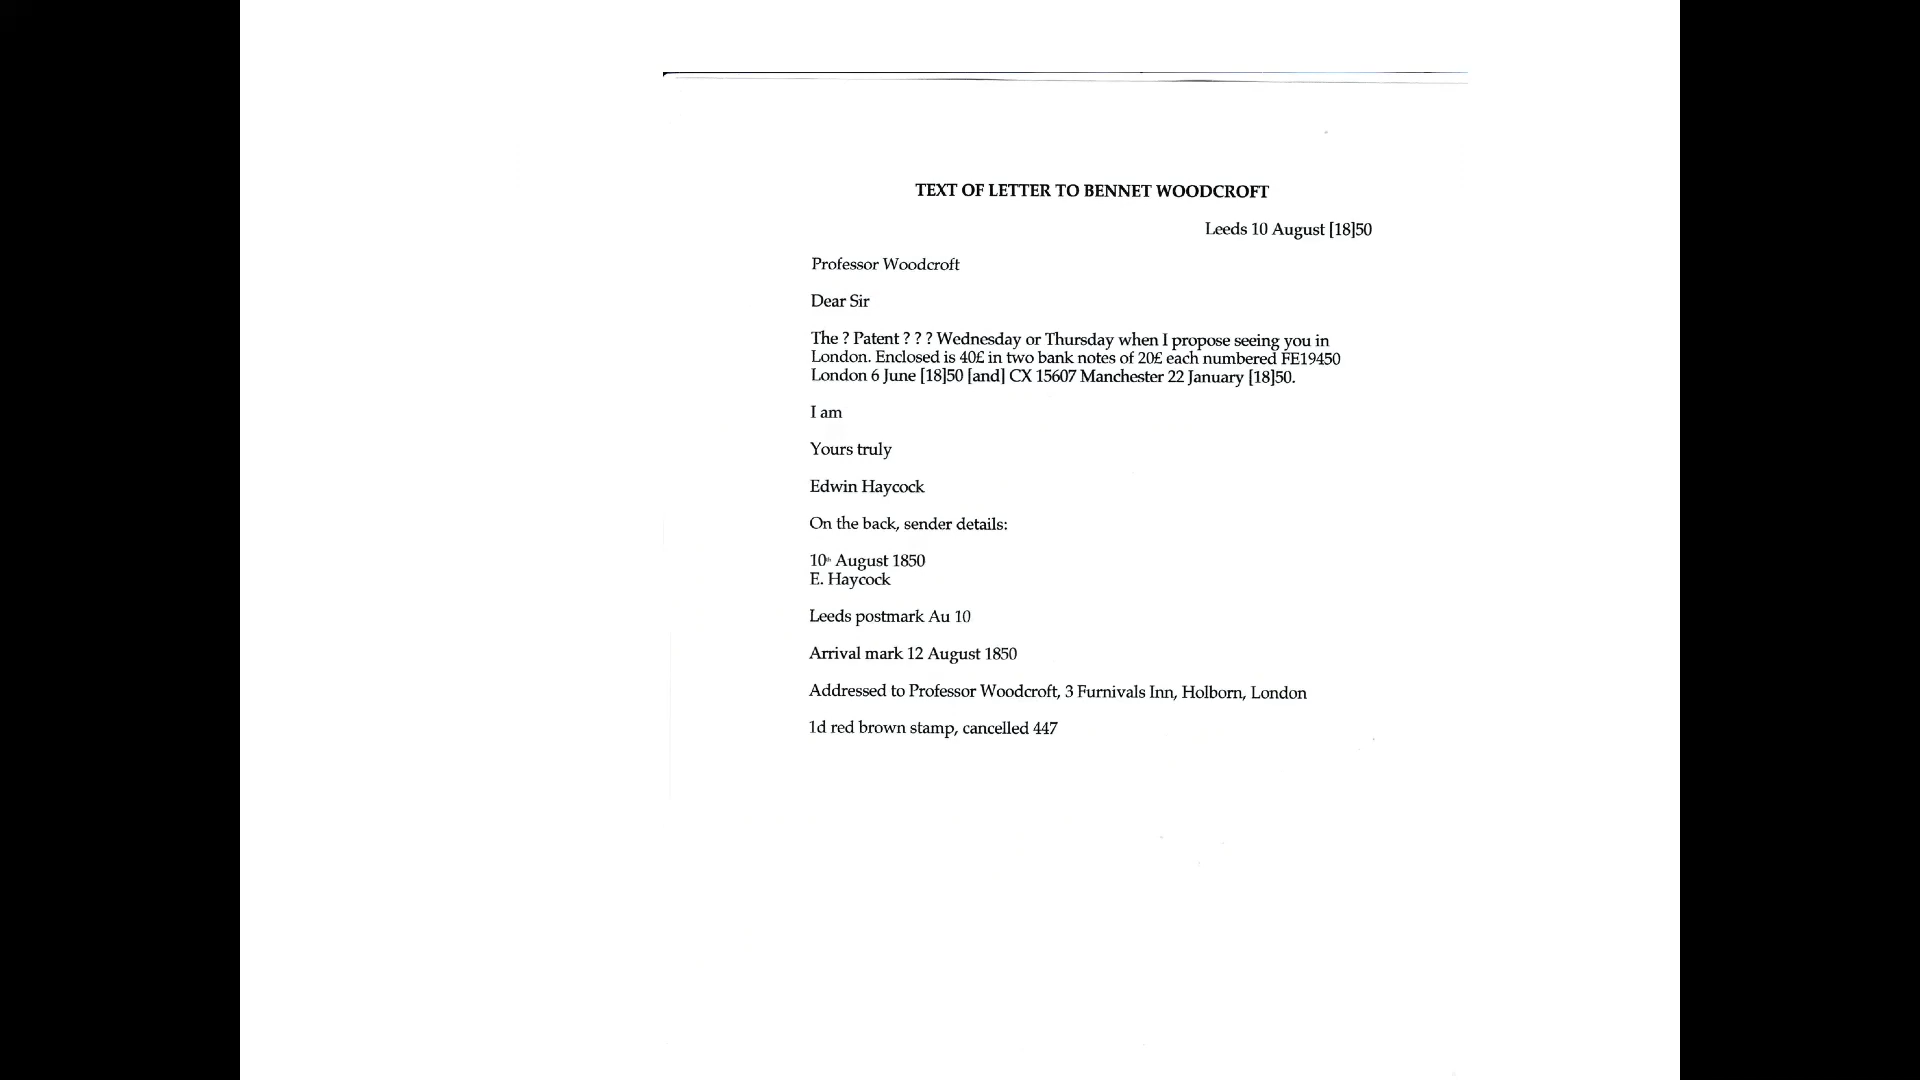 TEXT OF LETTER TO BENNET WOODCROFT
Leeds 10 August [18]50
Professor Woodcroft
Dear Sir
The ? Patent ? ? ? Wednesday or Thursday when I propose seeing you in
London. Enclosed is 40£ in two bank notes of 20£ each numbered FE19450
London 6 June [18]50 [and] CX 15607 Manchester 22 January [18]50.
I am
Yours truly
Edwin Haycock
On the back, sender details:
10th August 1850
E. Haycock
Leeds postmark Au 10
Arrival mark 12 August 1850
Addressed to Professor Woodcroft, 3 Furnivals Inn, Holborn, London
1d red brown stamp, cancelled 447